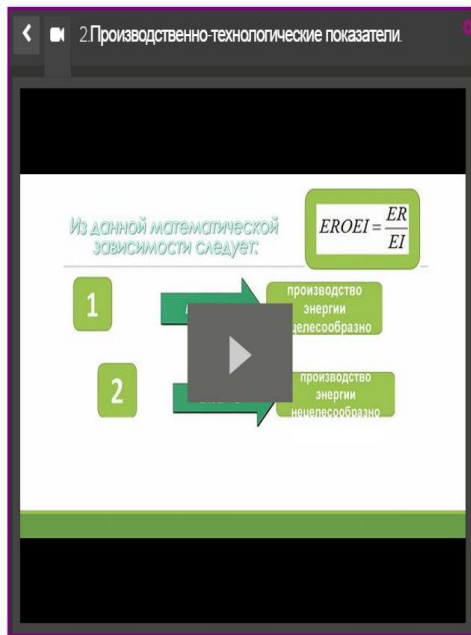 2.Производственно-технологические показатели.
Из данной математической
зависимости следует:
EROEI = ER/EI
1
производство
энергии
целесообразно
2
производство
энергии
нецелесообразно